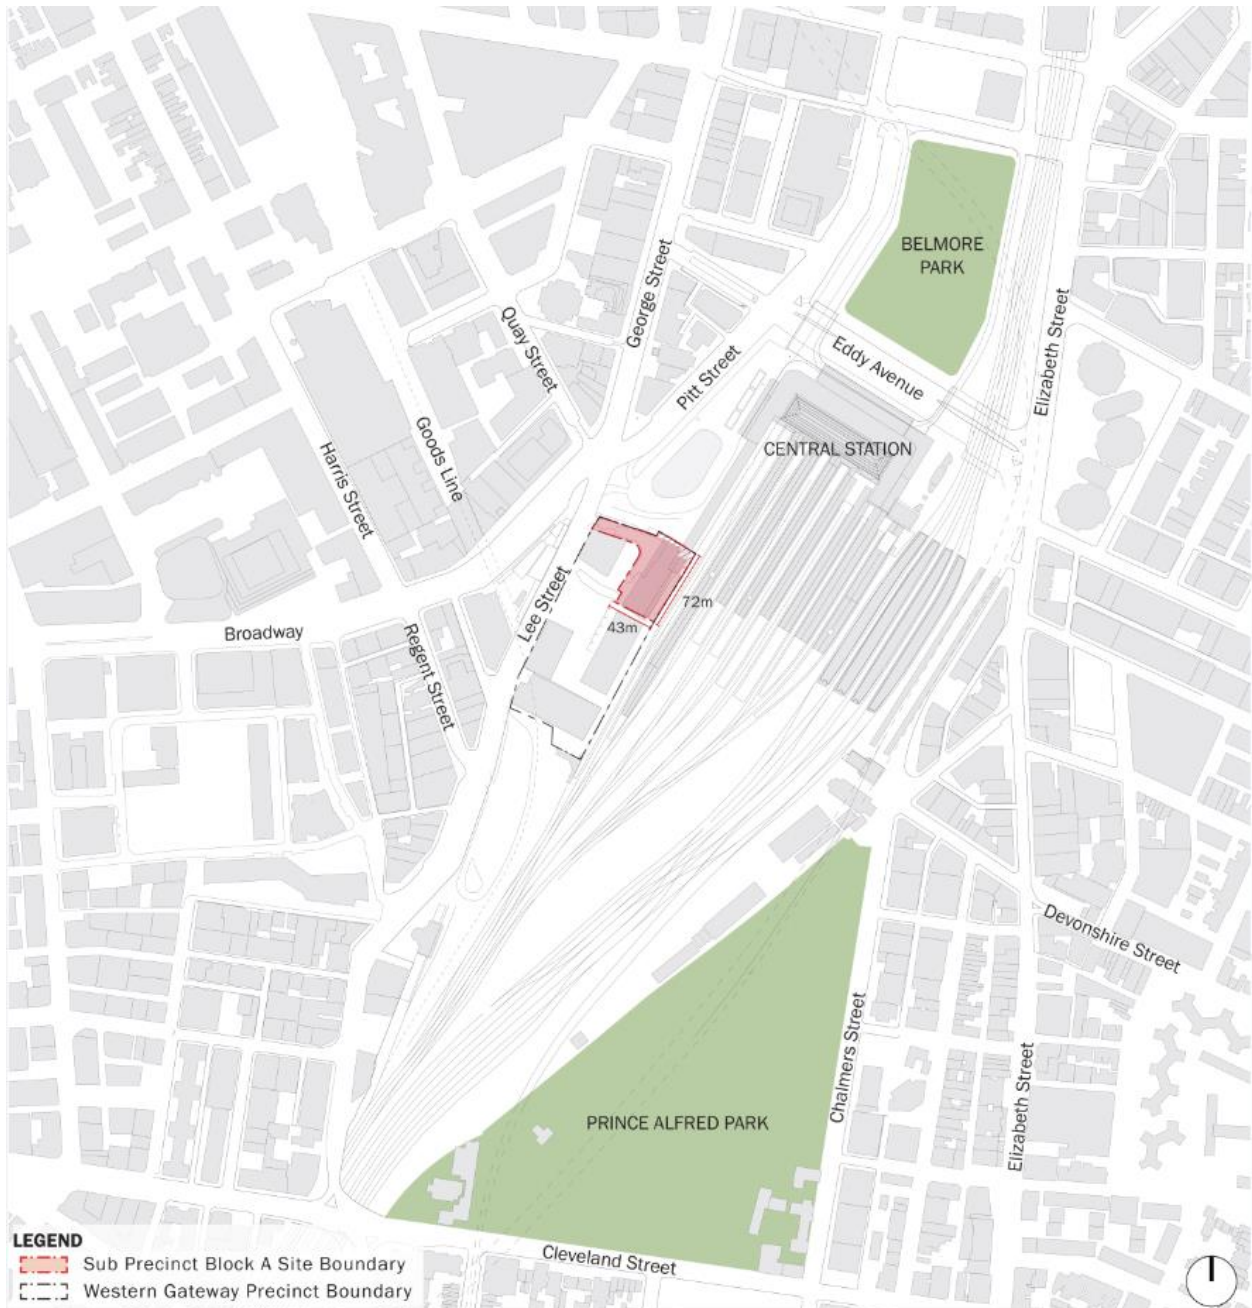 BELMORE
PARK
George Street
Quay Street
Elizabeth Street
Eddy Avenue
Pitt Street
CENTRAL STATION
Goods Line
Harris Street
Lee Street
72m
43m
Broadway
Regent Street
Devonshire Street
Chalmers Street
Elizabeth Street
PRINCE ALFRED PARK
Cleveland Street
LEGEND
Sub Precinct Block A Site Boundary
Western Gateway Precinct Boundary